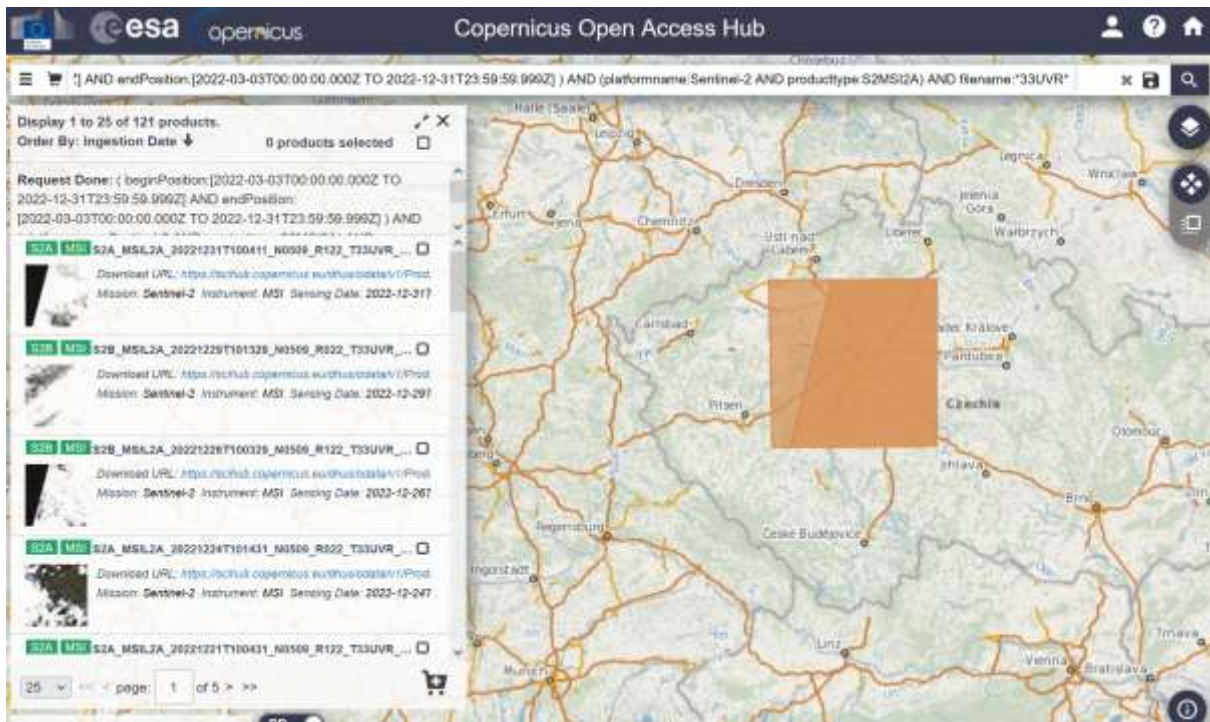 esa
opernicus
Copernicus Open Access Hub
'] AND endPosition:[2022-03-03T00:00:00.000Z TO 2022-12-31T23:59:59.999Z] ) AND (platformname:Sentinel-2 AND producttype:S2MSI2A) AND filename:*33UVR*
Display 1 to 25 of 121 products.
Order By: Ingestion Date
0 products selected
Request Done: ( beginPosition:[2022-03-03T00:00:00.000Z TO
2022-12-31T23:59:59.999Z] AND endPosition:
[2022-03-03T00:00:00.000Z TO 2022-12-31T23:59:59.999Z] ) AND
S2A MSI S2A_MSIL2A_20221231T100411_N0509_R122_T33UVR_...
Download URL: https://scihub.copernicus.eu/dhus/odata/v1/Prod
Mission: Sentinel-2 Instrument: MSI Sensing Date: 2022-12-31T
S2B MSI S2B_MSIL2A_20221229T101329_N0509_R022_T33UVR_...
Download URL: https://scihub.copernicus.eu/dhus/odata/v1/Prod
Mission: Sentinel-2 Instrument: MSI Sensing Date: 2022-12-29T
S2B MSI S2B_MSIL2A_20221226T100329_N0509_R122_T33UVR_...
Download URL: https://scihub.copernicus.eu/dhus/odata/v1/Prod
Mission: Sentinel-2 Instrument: MSI Sensing Date: 2022-12-26T
S2A MSI S2A_MSIL2A_20221224T101431_N0509_R022_T33UVR_...
Download URL: https://scihub.copernicus.eu/dhus/odata/v1/Prod
Mission: Sentinel-2 Instrument: MSI Sensing Date: 2022-12-24T
S2A MSI S2A_MSIL2A_20221221T100431_N0509_R122_T33UVR_...
25 << < page: 1 of 5 > >>
Halle (Saale)
Leipzig
Legnica
Wrocław
Dresden
Jelenia
Góra
Erfurt
Jena
Chemnitz
Ústí nad
Labem
Liberec
Wałbrzych
Carlsbad
Králové
Pardubice
Pilsen
Czechia
Olomouc
Jihlava
Brno
Zlín
Regensburg
České Budějovice
ngolstadt
Linz
Trnava
Vienna
Bratislava
Munich